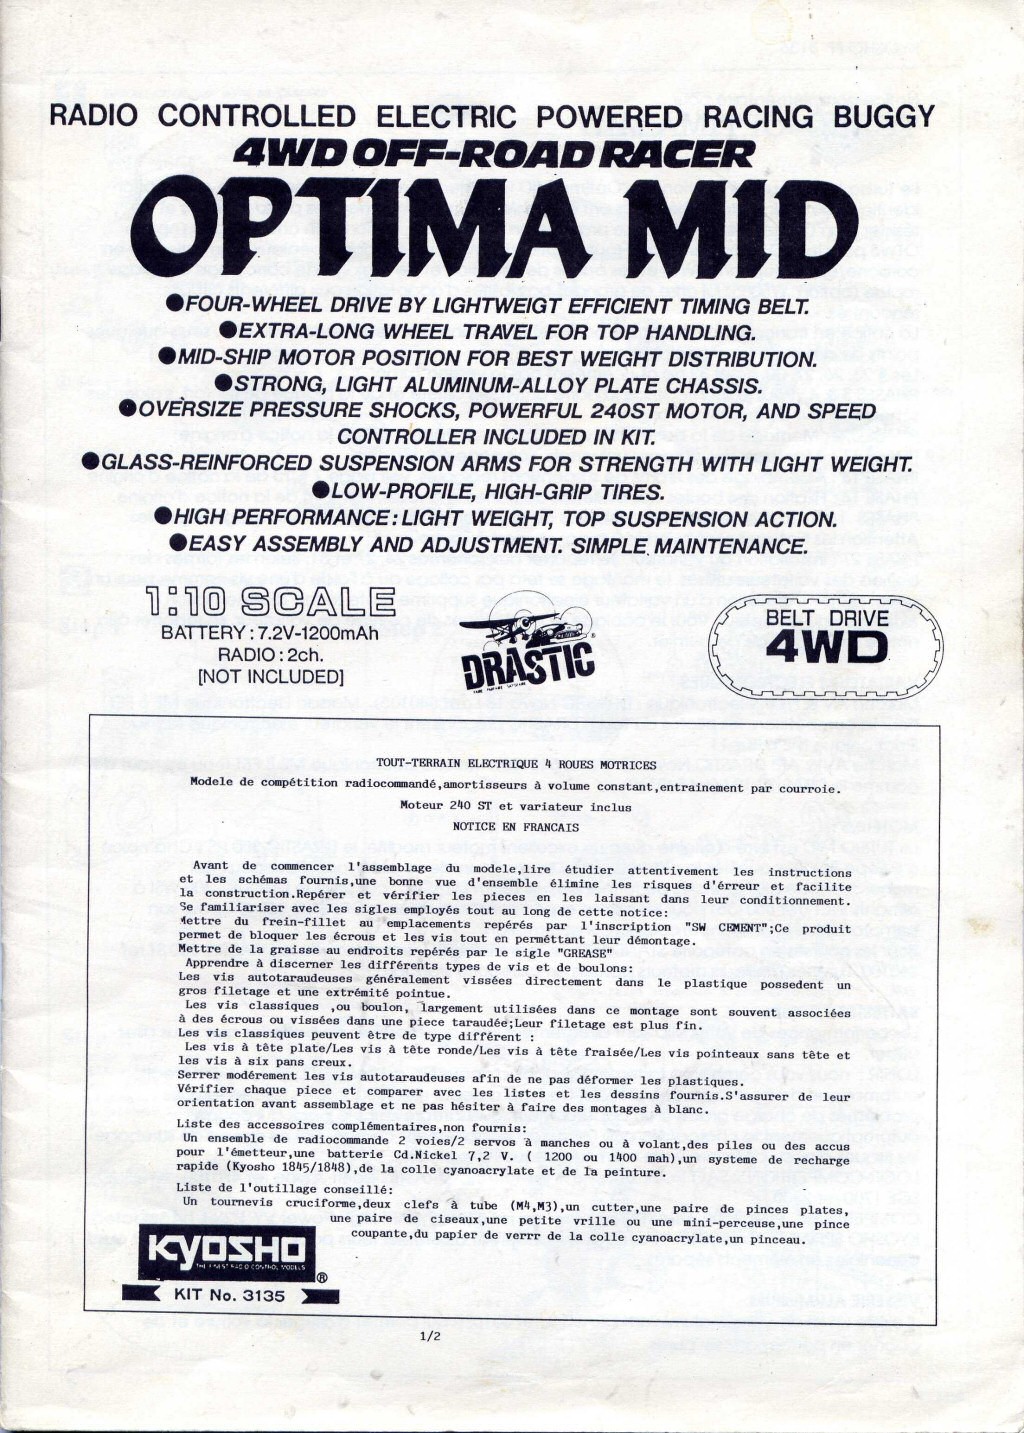 RADIO CONTROLLED ELECTRIC POWERED RACING BUGGY
4WD OFF-ROAD RACER
OPTIMA MID
●FOUR-WHEEL DRIVE BY LIGHTWEIGT EFFICIENT TIMING BELT.
●EXTRA-LONG WHEEL TRAVEL FOR TOP HANDLING.
●MID-SHIP MOTOR POSITION FOR BEST WEIGHT DISTRIBUTION.
●STRONG, LIGHT ALUMINUM-ALLOY PLATE CHASSIS.
●OVERSIZE PRESSURE SHOCKS, POWERFUL 240ST MOTOR, AND SPEED
CONTROLLER INCLUDED IN KIT.
●GLASS-REINFORCED SUSPENSION ARMS FOR STRENGTH WITH LIGHT WEIGHT.
●LOW-PROFILE, HIGH-GRIP TIRES.
●HIGH PERFORMANCE: LIGHT WEIGHT, TOP SUSPENSION ACTION.
●EASY ASSEMBLY AND ADJUSTMENT. SIMPLE MAINTENANCE.
1:10 SCALE
BATTERY : 7.2V-1200mAh
RADIO : 2ch.
[NOT INCLUDED]
DRASTIC
®
BELT DRIVE
4WD
TOUT-TERRAIN ELECTRIQUE 4 ROUES MOTRICES
Modele de compétition radiocommandé,amortisseurs à volume constant,entrainement par courroie.
Moteur 240 ST et variateur inclus
NOTICE EN FRANCAIS
Avant de commencer l'assemblage du modele,lire étudier attentivement les instructions
et les schémas fournis,une bonne vue d'ensemble élimine les risques d'érreur et facilite
la construction.Repérer et vérifier les pieces en les laissant dans leur conditionnement.
Se familiariser avec les sigles employés tout au long de cette notice:
Mettre du frein-fillet au emplacements repérés par l'inscription "SW CEMENT";Ce produit
permet de bloquer les écrous et les vis tout en perméttant leur démontage.
Mettre de la graisse au endroits repérés par le sigle "GREASE"
Apprendre à discerner les différents types de vis et de boulons:
Les vis autotaraudeuses généralement vissées directement dans le plastique possedent un
gros filetage et une extrémité pointue.
Les vis classiques ,ou boulon, largement utilisées dans ce montage sont souvent associées
à des écrous ou vissées dans une piece taraudée;Leur filetage est plus fin.
Les vis classiques peuvent être de type différent :
Les vis à tête plate/Les vis à tête ronde/Les vis à tête fraisée/Les vis pointeaux sans tête et
les vis à six pans creux.
Serrer modérement les vis autotaraudeuses afin de ne pas déformer les plastiques.
Vérifier chaque piece et comparer avec les listes et les dessins fournis.S'assurer de leur
orientation avant assemblage et ne pas hésiter à faire des montages à blanc.
Liste des accessoires complémentaires,non fournis:
Un ensemble de radiocommande 2 voies/2 servos à manches ou à volant,des piles ou des accus
pour l'émetteur,une batterie Cd.Nickel 7,2 V. ( 1200 ou 1400 mah),un systeme de recharge
rapide (Kyosho 1845/1848),de la colle cyanoacrylate et de la peinture.
Liste de l'outillage conseillé:
Un tournevis cruciforme,deux clefs à tube (M4,M3),un cutter,une paire de pinces plates,
une paire de ciseaux,une petite vrille ou une mini-perceuse,une pince
coupante,du papier de verrr de la colle cyanoacrylate,un pinceau.
KYOSHO
THE FINEST RADIO CONTROL MODELS
®
KIT No. 3135
1/2